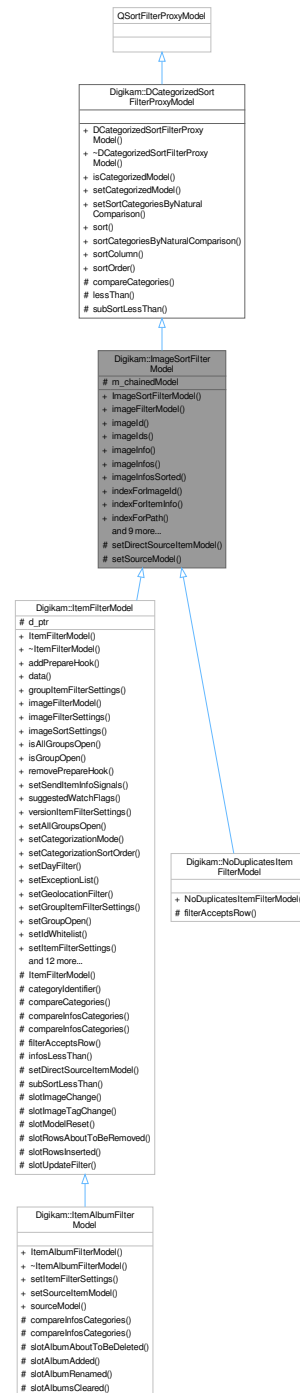 QSortFilterProxyModel
Digikam::DCategorizedSort
FilterProxyModel
+ DCategorizedSortFilterProxy
Model()
+ ~DCategorizedSortFilterProxy
Model()
+ isCategorizedModel()
+ setCategorizedModel()
+ setSortCategoriesByNatural
Comparison()
+ sort()
+ sortCategoriesByNaturalComparison()
+ sortColumn()
+ sortOrder()
# compareCategories()
# lessThan()
# subSortLessThan()
Digikam::ImageSortFilter
Model
# m_chainedModel
+ ImageSortFilterModel()
+ imageFilterModel()
+ imageId()
+ imageIds()
+ imageInfo()
+ imageInfos()
+ imageInfosSorted()
+ indexForImageId()
+ indexForItemInfo()
+ indexForPath()
and 9 more...
# setDirectSourceItemModel()
# setSourceModel()
Digikam::ItemFilterModel
# d_ptr
+ ItemFilterModel()
+ ~ItemFilterModel()
+ addPrepareHook()
+ data()
+ groupItemFilterSettings()
+ imageFilterModel()
+ imageFilterSettings()
+ imageSortSettings()
+ isAllGroupsOpen()
+ isGroupOpen()
+ removePrepareHook()
+ setSendItemInfoSignals()
+ suggestedWatchFlags()
+ versionItemFilterSettings()
+ setAllGroupsOpen()
+ setCategorizationMode()
+ setCategorizationSortOrder()
+ setDayFilter()
+ setExceptionList()
+ setGeolocationFilter()
+ setGroupItemFilterSettings()
+ setGroupOpen()
+ setIdWhitelist()
+ setItemFilterSettings()
and 12 more...
# ItemFilterModel()
# categoryIdentifier()
# compareCategories()
# compareInfosCategories()
# compareInfosCategories()
# filterAcceptsRow()
# infosLessThan()
# setDirectSourceItemModel()
# subSortLessThan()
# slotImageChange()
# slotImageTagChange()
# slotModelReset()
# slotRowsAboutToBeRemoved()
# slotRowsInserted()
# slotUpdateFilter()
Digikam::NoDuplicatesItem
FilterModel
+ NoDuplicatesItemFilterModel()
# filterAcceptsRow()
Digikam::ItemAlbumFilter
Model
+ ItemAlbumFilterModel()
+ ~ItemAlbumFilterModel()
+ setItemFilterSettings()
+ setSourceItemModel()
+ sourceModel()
# compareInfosCategories()
# compareInfosCategories()
# slotAlbumAboutToBeDeleted()
# slotAlbumAdded()
# slotAlbumRenamed()
# slotAlbumsCleared()